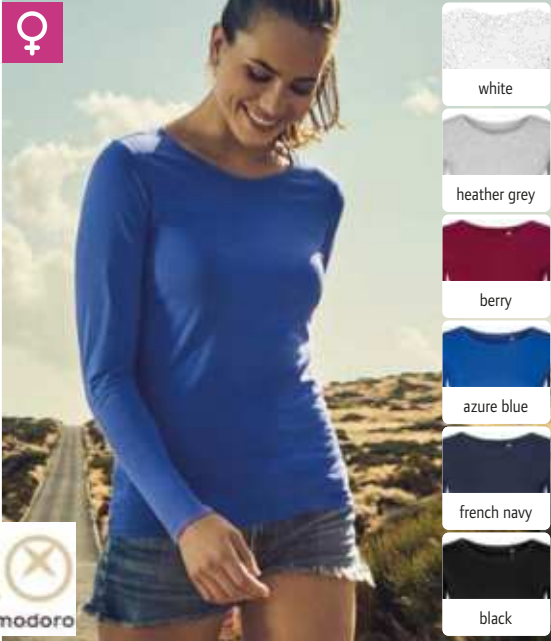 white
heather grey
berry
azure blue
french navy
black
modoro